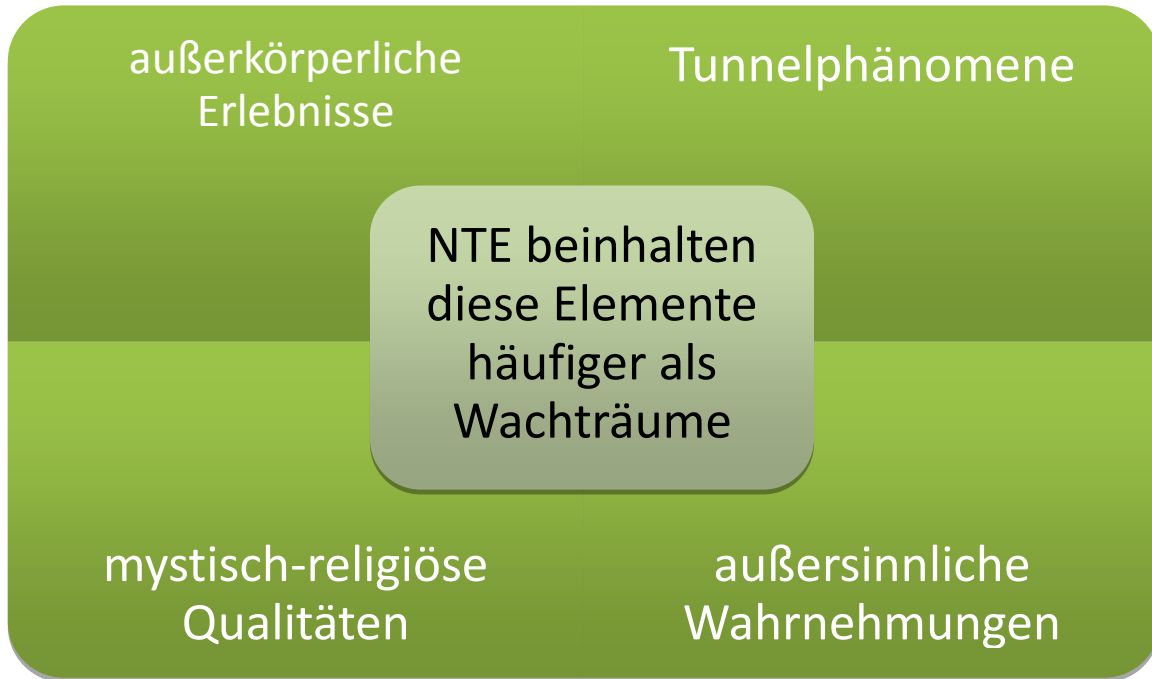 außerkörperliche
Erlebnisse
Tunnelphänomene
NTE beinhalten
diese Elemente
häufiger als
Wachträume
mystisch-religiöse
Qualitäten
außersinnliche
Wahrnehmungen